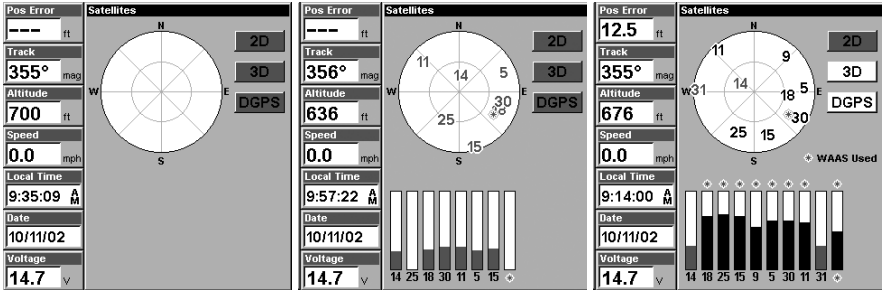 Pos Error
---
ft
Track
355° mag
Altitude
700 ft
Speed
0.0 mph
Local Time
9:35:09 AM
Date
10/11/02
Voltage
14.7 V
Satellites
N
W E
S
2D
3D
DGPS
Pos Error
---
ft
Track
356° mag
Altitude
636 ft
Speed
0.0 mph
Local Time
9:57:22 AM
Date
10/11/02
Voltage
14.7 V
Satellites
N
11
14
5
W E
30
25
15
S
2D
3D
DGPS
14 25 18 30 11 5 15
Pos Error
12.5 ft
Track
355° mag
Altitude
676 ft
Speed
0.0 mph
Local Time
9:14:00 AM
Date
10/11/02
Voltage
14.7 V
Satellites
N
11
9
14
5
W 31 E
18
30
25
15
S
2D
3D
DGPS
WAAS Used
14 18 25 15 9 5 30 11 31